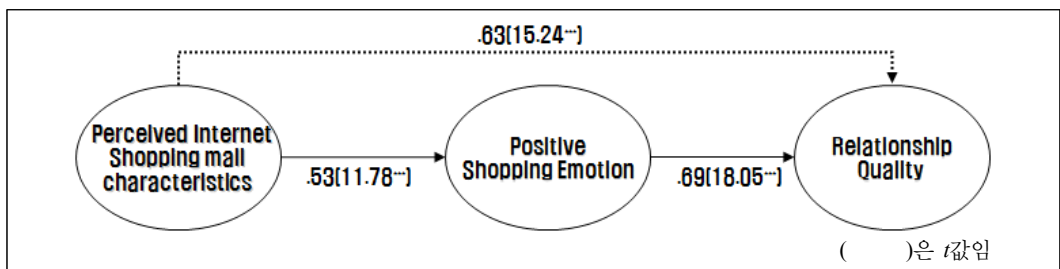 .63(15.24***)
Perceived Internet
Shopping mall
characteristics
.53(11.78***)
Positive
Shopping Emotion
.69(18.05***)
Relationship
Quality
(        )은 t값임